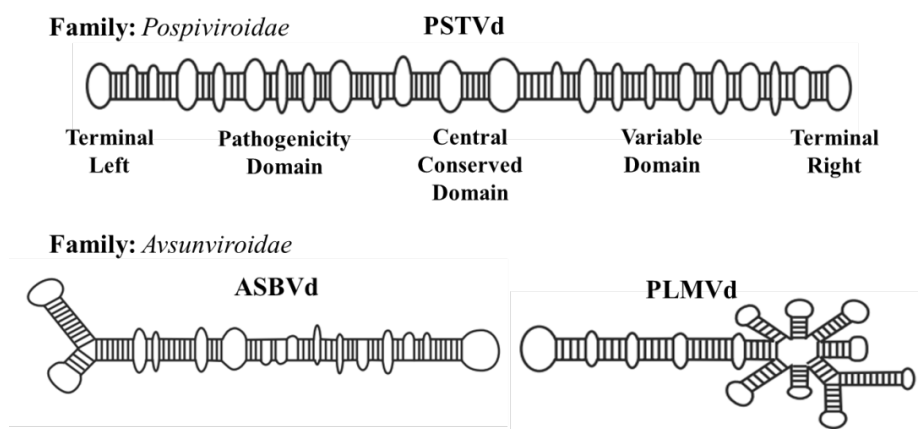 Family: Pospiviroidae
PSTVd
Terminal Left
Pathogenicity Domain
Central Conserved Domain
Variable Domain
Terminal Right
Family: Avsunviroidae
ASBVd
PLMVd